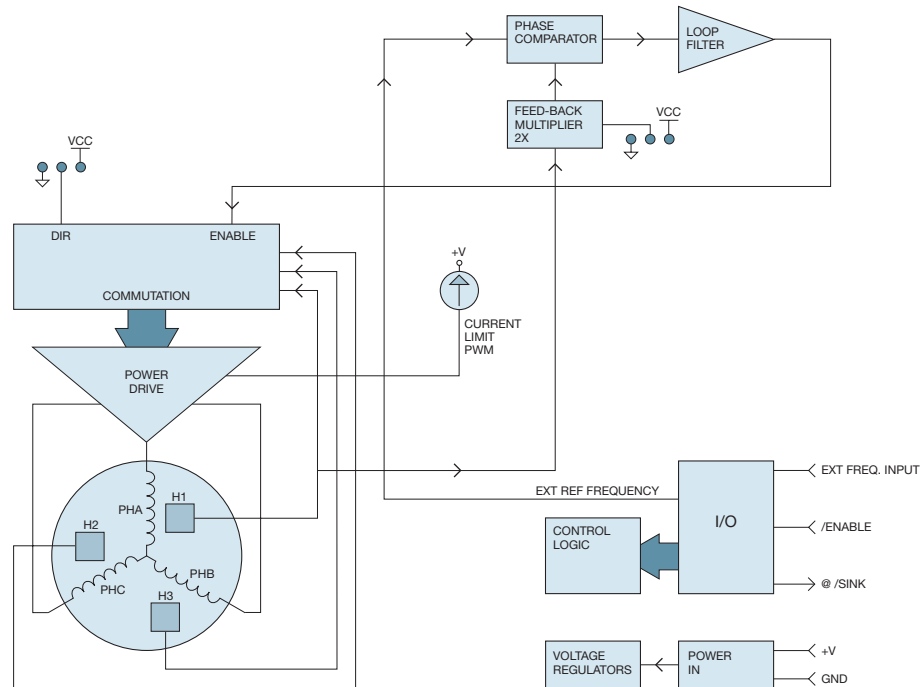 PHASE
COMPARATOR
LOOP
FILTER
FEED-BACK
MULTIPLIER
2X
VCC
VCC
DIR
ENABLE
COMMUTATION
+V
CURRENT
LIMIT
PWM
POWER
DRIVE
PHA
H1
H2
PHC
PHB
H3
EXT REF FREQUENCY
I/O
EXT FREQ. INPUT
/ENABLE
@ /SINK
CONTROL
LOGIC
VOLTAGE
REGULATORS
POWER
IN
+V
GND